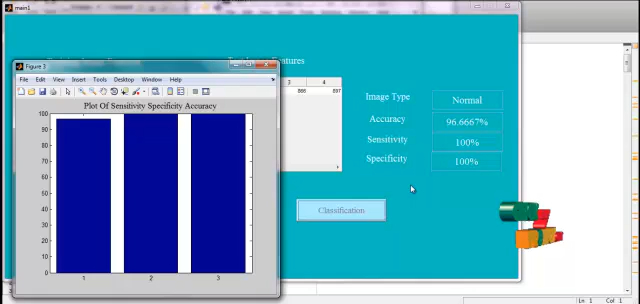 main1
Features
Figure 3
File Edit View Insert Tools Desktop Window Help
Plot Of Sensitivity Specificity Accuracy
100
90
80
70
60
50
40
30
20
10
0
1 2 3
3 4
Image Type Normal
Accuracy 96.6667%
Sensitivity 100%
Specificity 100%
Classification
Ln 1 Col 1